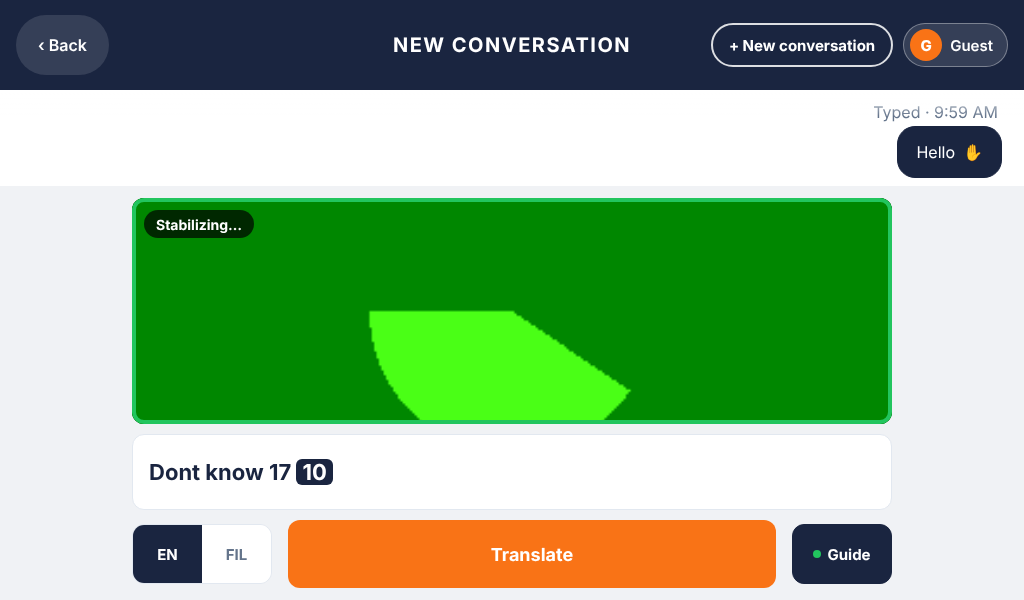 ‹ Back
NEW CONVERSATION
+ New conversation
G Guest
Typed · 9:59 AM
Hello ✋
Stabilizing...
Dont know 17 10
EN FIL
Translate
Guide